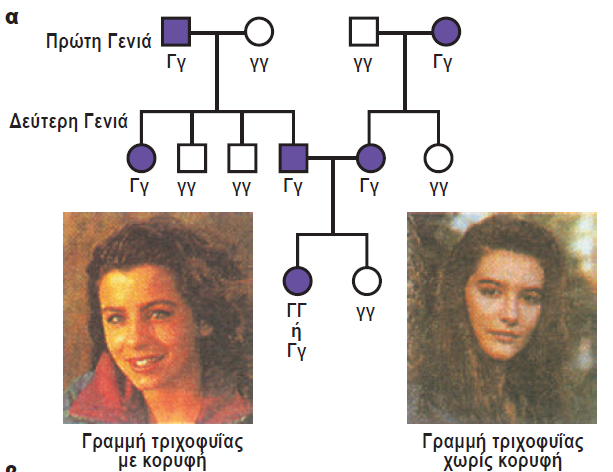 α
Πρώτη Γενιά
Γγ γγ γγ Γγ
Δεύτερη Γενιά
Γγ γγ γγ Γγ Γγ γγ
ΓΓ
ή
Γγ
γγ
Γραμμή τριχοφυΐας
με κορυφή
Γραμμή τριχοφυΐας
χωρίς κορυφή